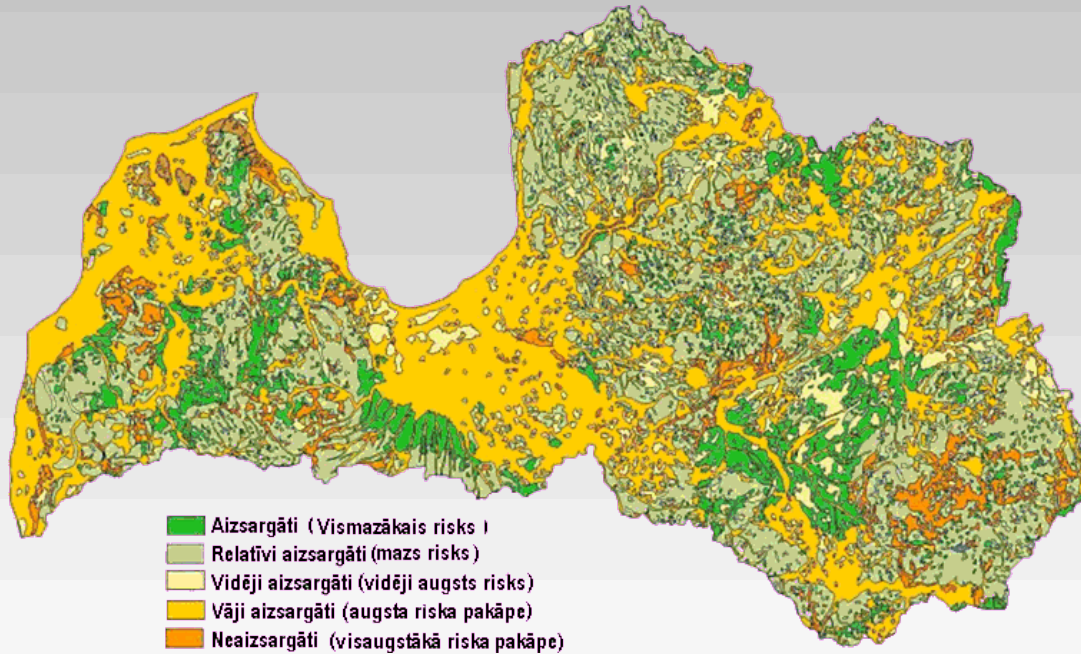 Aizsargāti (Vismazākais risks )
Relatīvi aizsargāti (mazs risks)
Vidēji aizsargāti (vidēji augsts risks)
Vāji aizsargāti (augsta riska pakāpe)
Neaizsargāti (visaugstākā riska pakāpe)